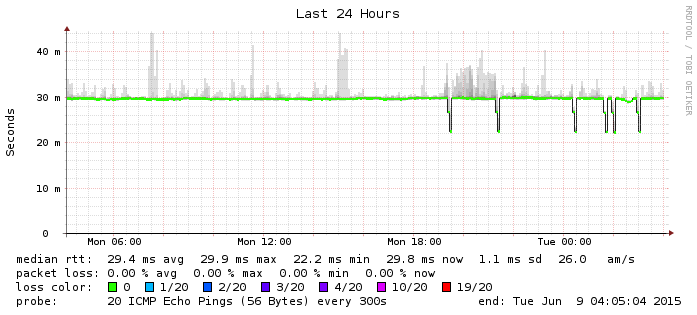 Last 24 Hours
RRDTOOL / TOBI OETIKER
Seconds
40 m
30 m
20 m
10 m
0
Mon 06:00 Mon 12:00 Mon 18:00 Tue 00:00
median rtt: 29.4 ms avg 29.9 ms max 22.2 ms min 29.8 ms now 1.1 ms sd 26.0 am/s
packet loss: 0.00 % avg 0.00 % max 0.00 % min 0.00 % now
loss color: 0 1/20 2/20 3/20 4/20 10/20 19/20
probe: 20 ICMP Echo Pings (56 Bytes) every 300s end: Tue Jun 9 04:05:04 2015